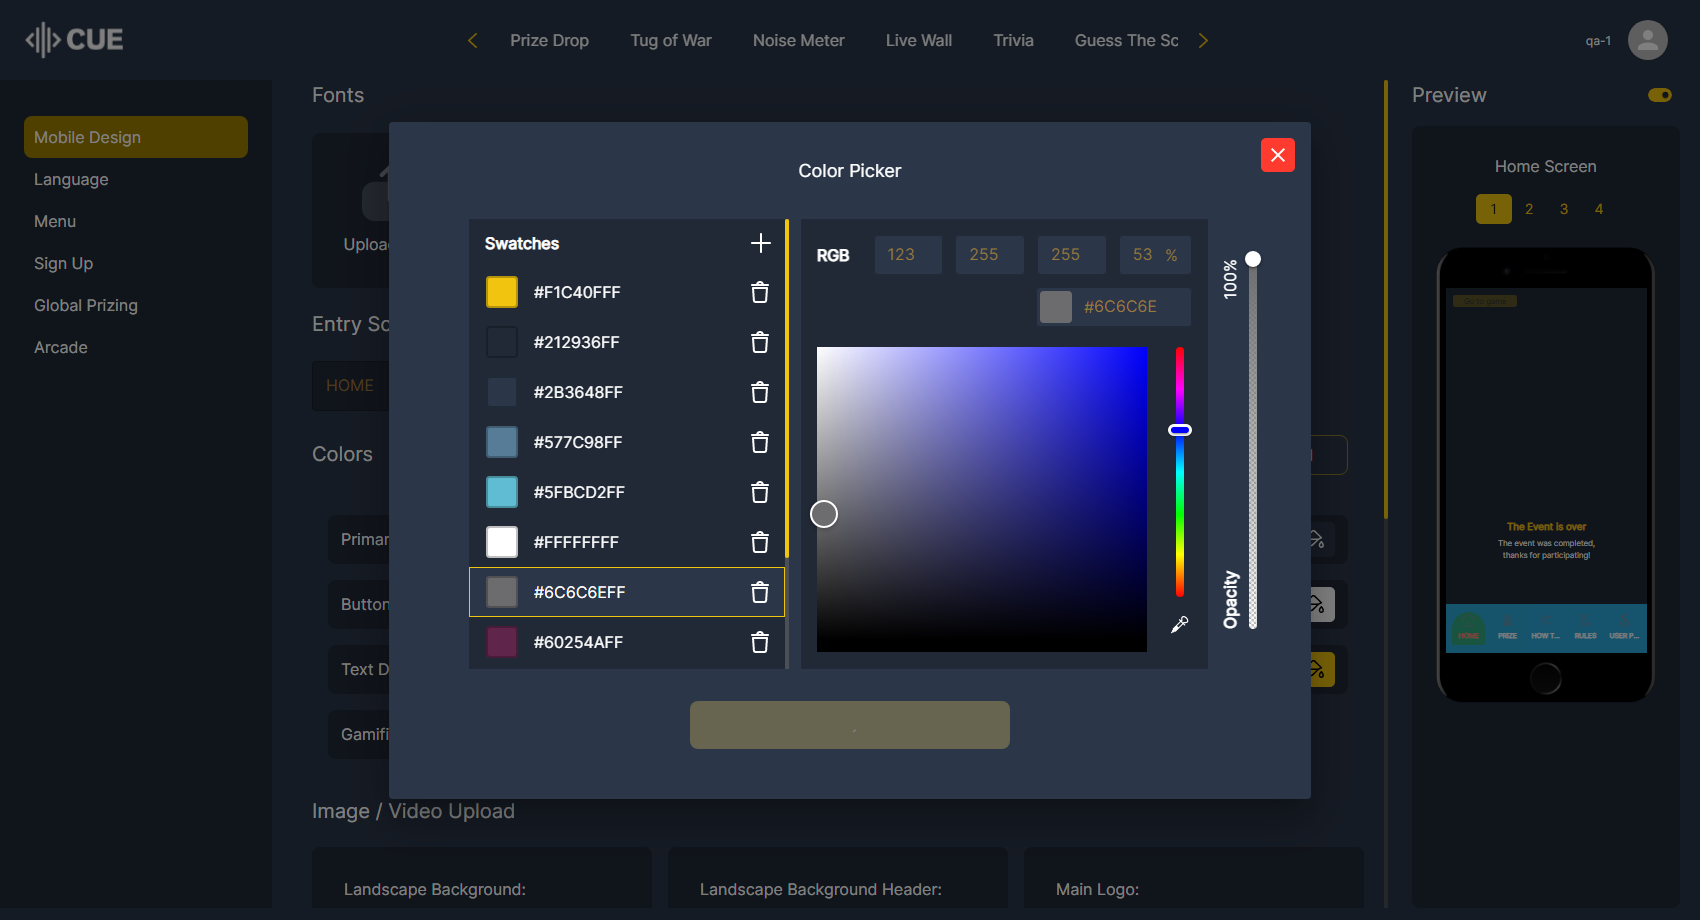 CUE
Prize Drop
Tug of War
Noise Meter
Live Wall
Trivia
Guess The Sc
qa-1
Mobile Design
Language
Menu
Sign Up
Global Prizing
Arcade
Fonts
Uploa
Entry Sc
HOME
Colors
Primar
Button
Text D
Gamifi
Image / Video Upload
Landscape Background:
Landscape Background Header:
Main Logo:
Color Picker
Swatches
#F1C40FFF
#212936FF
#2B3648FF
#577C98FF
#5FBCD2FF
#FFFFFFFF
#6C6C6EFF
#60254AFF
RGB
123
255
255
53 %
#6C6C6E
100%
Opacity
Preview
Home Screen
1 2 3 4
Go to game
The Event is over
The event was completed,
thanks for participating!
HOME
PRIZE
HOW T...
RULES
USER P...